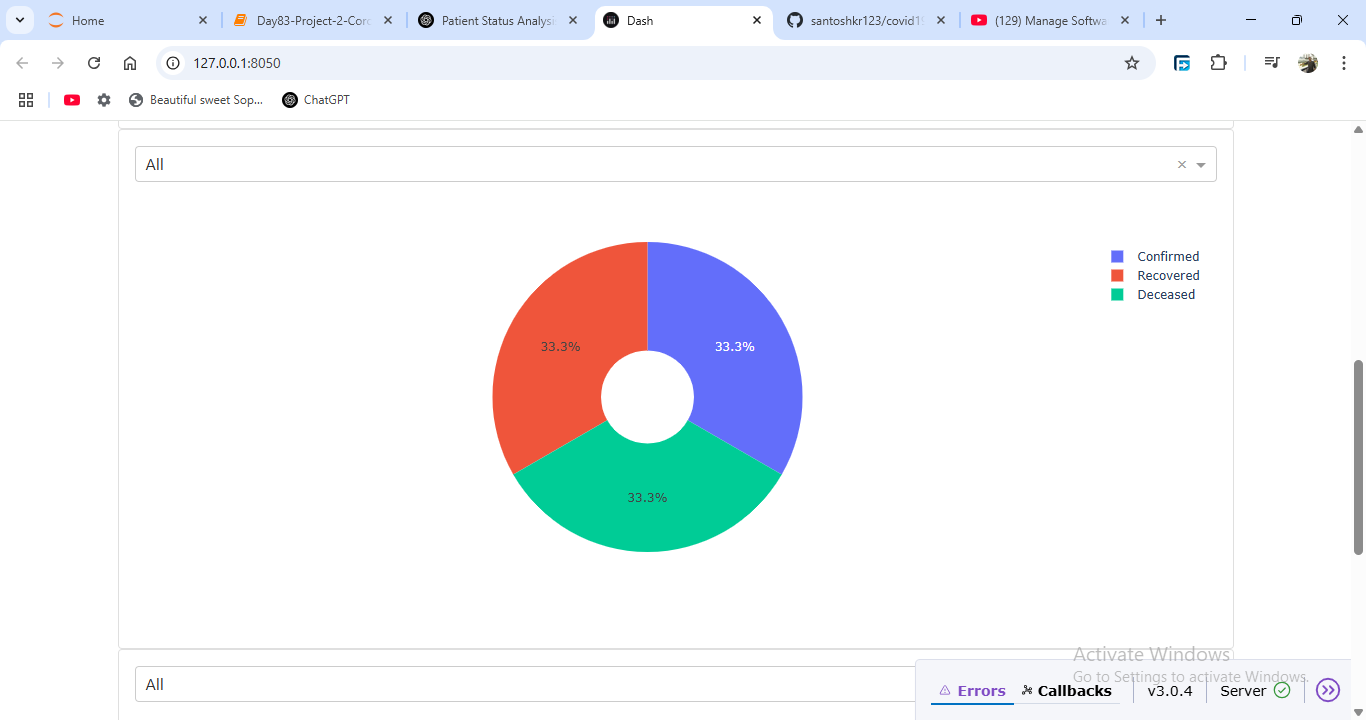 Home
Day83-Project-2-Coro
Patient Status Analysi
Dash
santoshkr123/covid19
(129) Manage Softwa
127.0.0.1:8050
Beautiful sweet Sop...
ChatGPT
All
Confirmed
Recovered
Deceased
33.3%
33.3%
33.3%
All
Activate Windows
Go to Settings to activate Windows.
Errors
Callbacks
v3.0.4
Server